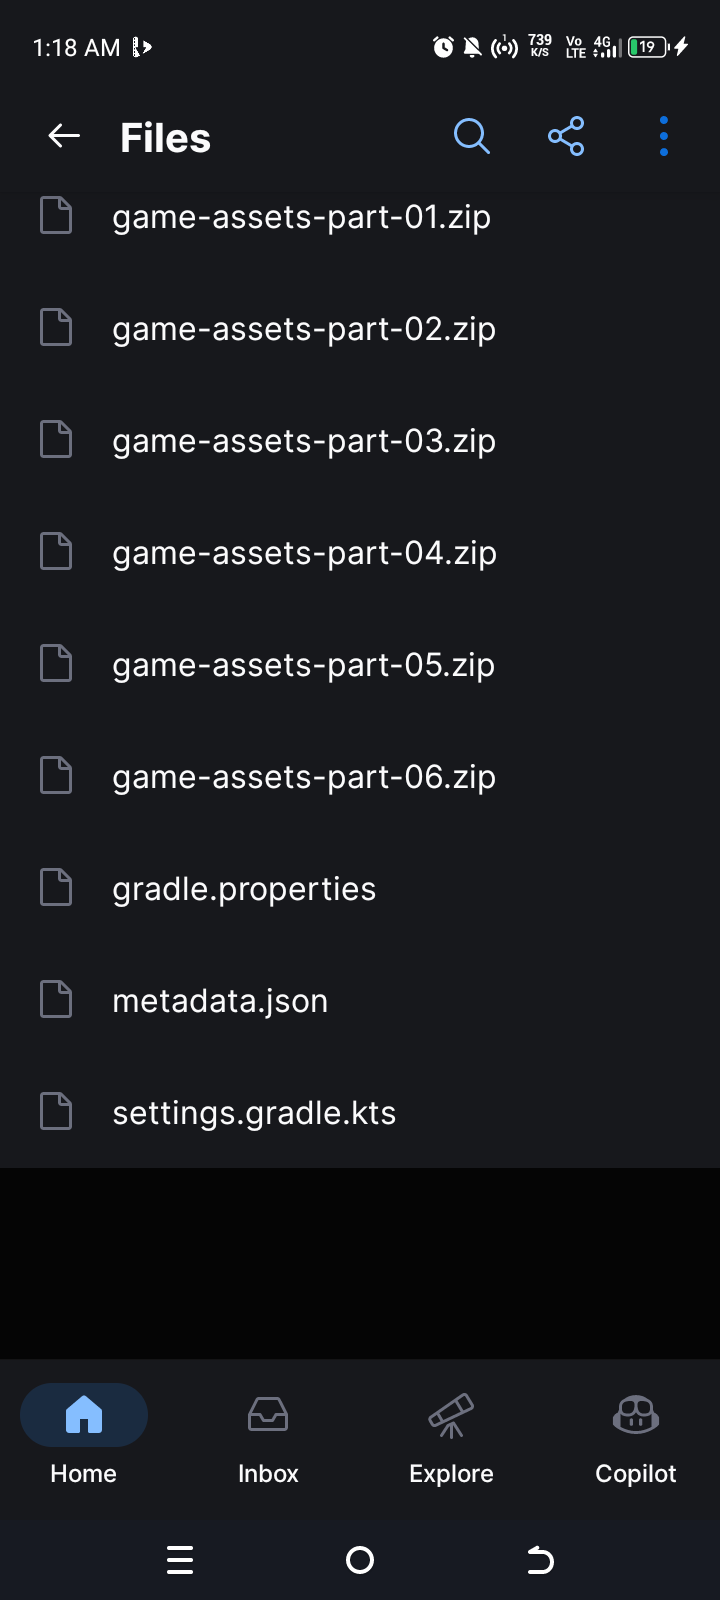 1:18 AM
739 K/S
Vo LTE
4G
19
Files
game-assets-part-01.zip
game-assets-part-02.zip
game-assets-part-03.zip
game-assets-part-04.zip
game-assets-part-05.zip
game-assets-part-06.zip
gradle.properties
metadata.json
settings.gradle.kts
Home
Inbox
Explore
Copilot